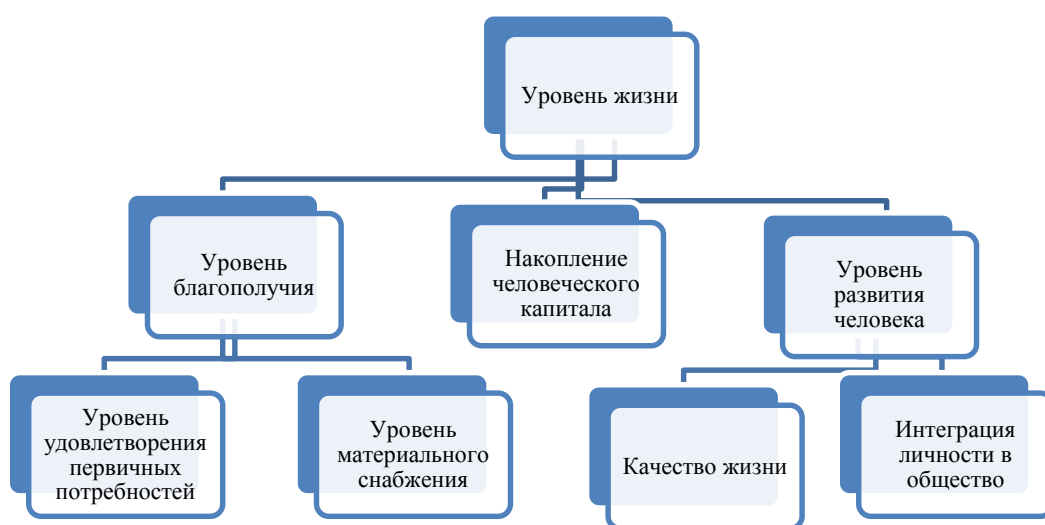 Уровень жизни
Уровень
благополучия
Накопление
человеческого
капитала
Уровень
развития
человека
Уровень
удовлетворения
первичных
потребностей
Уровень
материального
снабжения
Качество жизни
Интеграция
личности в
общество